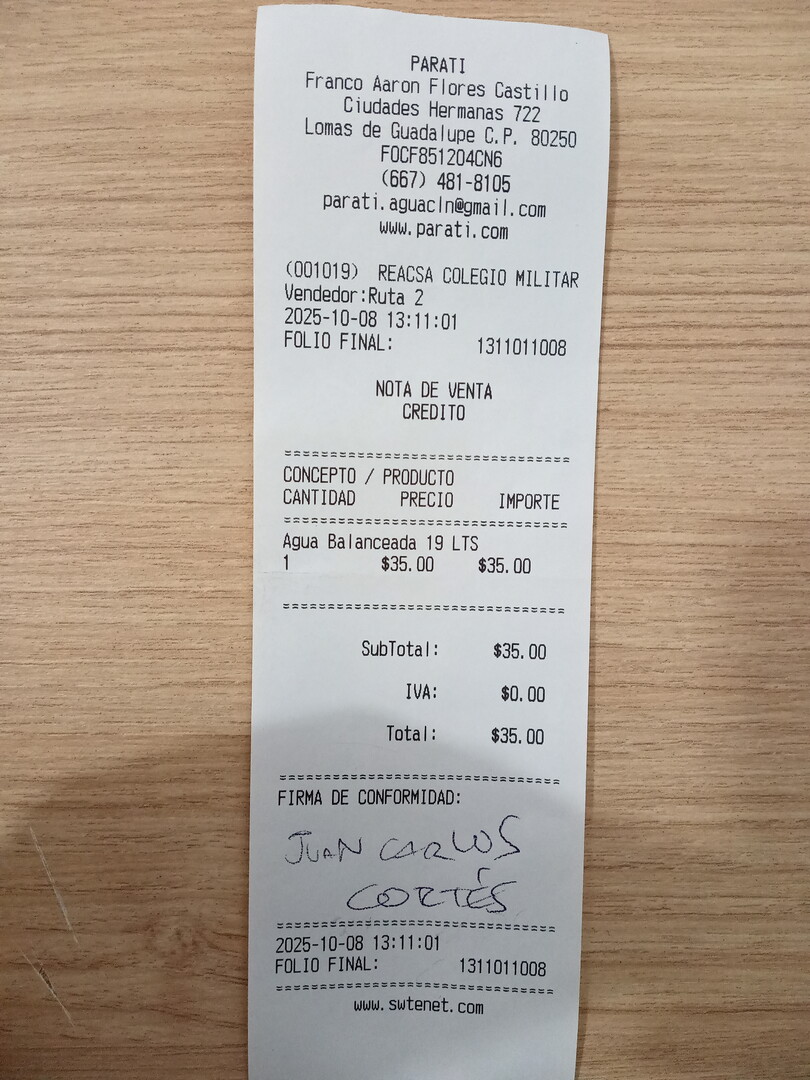 PARATI
Franco Aaron Flores Castillo
Ciudades Hermanas 722
Lomas de Guadalupe C.P. 80250
FOCF851204CN6
(667) 481-8105
parati.aguacln@gmail.com
www.parati.com
(001019) REACSA COLEGIO MILITAR
Vendedor:Ruta 2
2025-10-08 13:11:01
FOLIO FINAL: 1311011008
NOTA DE VENTA
CREDITO
===============================
CONCEPTO / PRODUCTO
CANTIDAD PRECIO IMPORTE
===============================
Agua Balanceada 19 LTS
1 $35.00 $35.00
===============================
SubTotal: $35.00
IVA: $0.00
Total: $35.00
===============================
FIRMA DE CONFORMIDAD:
JUAN CARLOS
CORTÉS
===============================
2025-10-08 13:11:01
FOLIO FINAL: 1311011008
===============================
www.swtenet.com